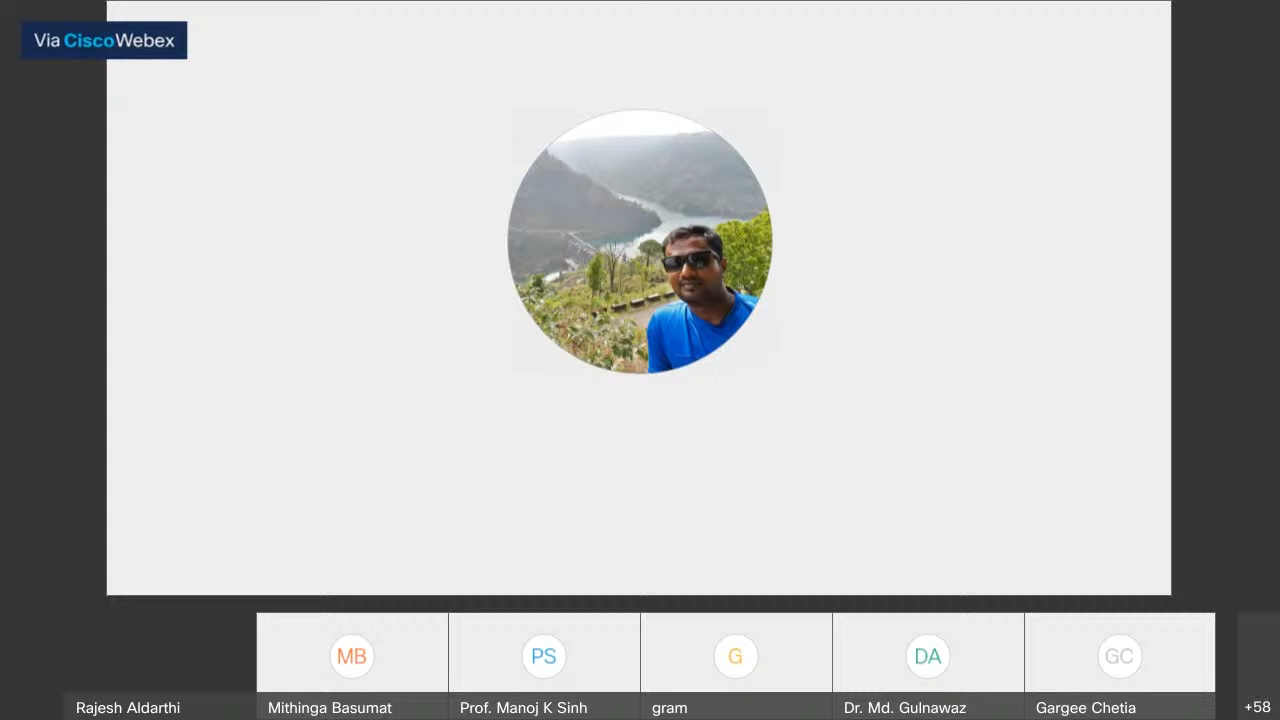 Via CiscoWebex
MB
PS
G
DA
GC
Rajesh Aldarthi
Mithinga Basumat
Prof. Manoj K Sinh
gram
Dr. Md. Gulnawaz
Gargee Chetia
+58